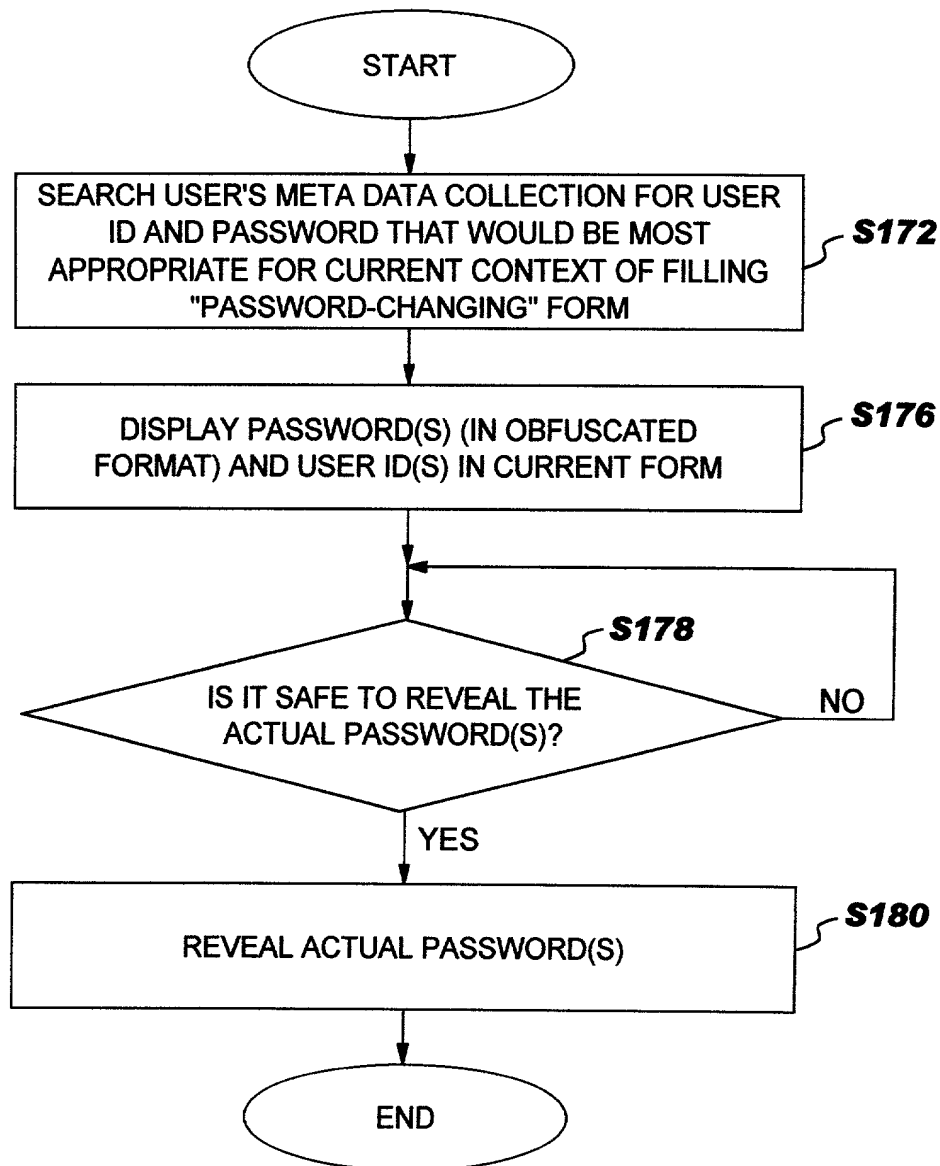 START
SEARCH USER'S META DATA COLLECTION FOR USER
ID AND PASSWORD THAT WOULD BE MOST
APPROPRIATE FOR CURRENT CONTEXT OF FILLING
"PASSWORD-CHANGING" FORM
S172
DISPLAY PASSWORD(S) (IN OBFUSCATED
FORMAT) AND USER ID(S) IN CURRENT FORM
S176
S178
IS IT SAFE TO REVEAL THE
ACTUAL PASSWORD(S)?
NO
YES
REVEAL ACTUAL PASSWORD(S)
S180
END